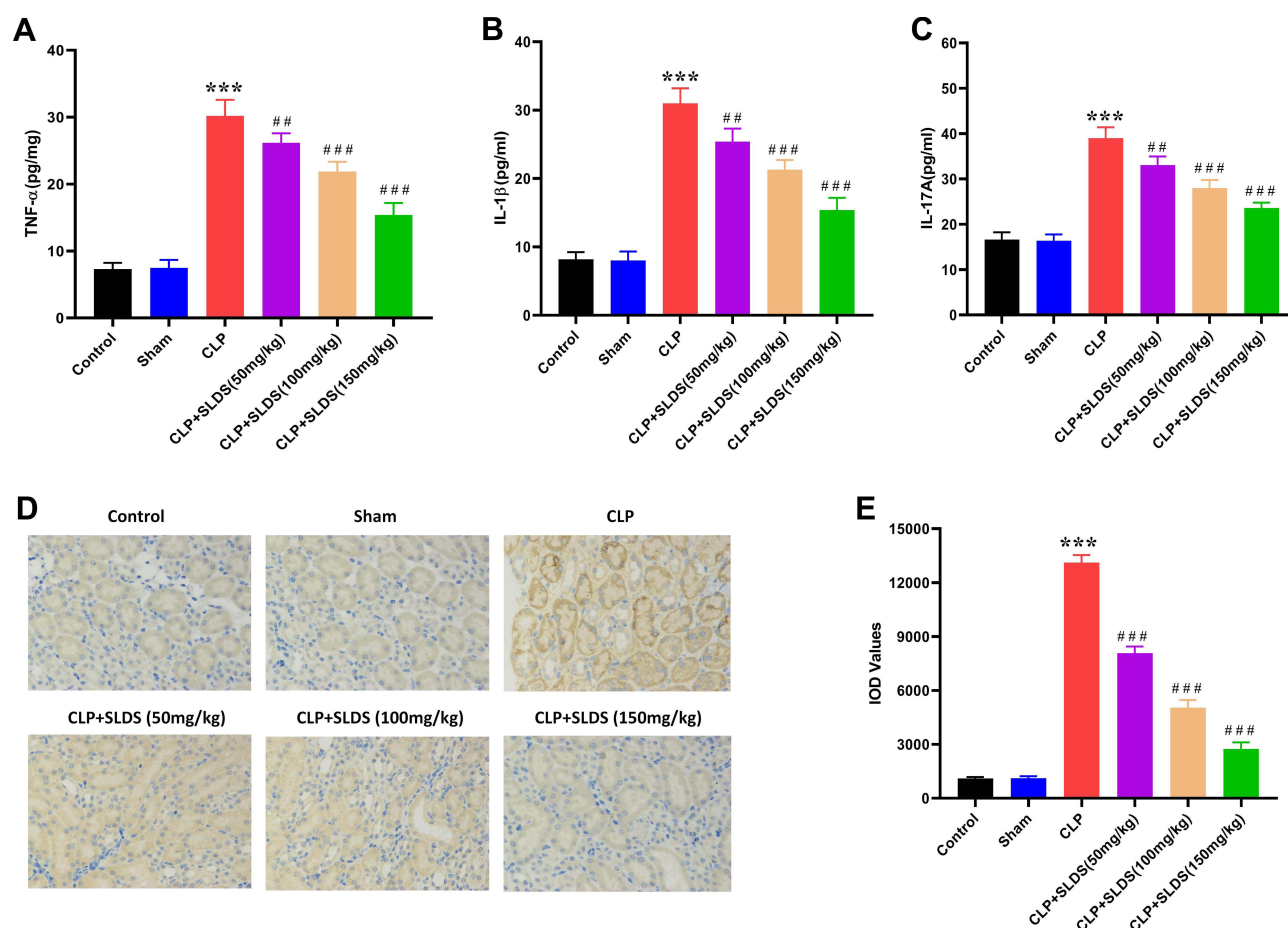 A
TNF-α(pg/mg)
40
30
20
10
0
***
##
###
###
Control
Sham
CLP
CLP+SLDS(50mg/kg)
CLP+SLDS(100mg/kg)
CLP+SLDS(150mg/kg)
B
IL-1β(pg/ml)
40
30
20
10
0
***
##
###
###
Control
Sham
CLP
CLP+SLDS(50mg/kg)
CLP+SLDS(100mg/kg)
CLP+SLDS(150mg/kg)
C
IL-17A(pg/ml)
60
50
40
30
20
10
0
***
##
###
###
Control
Sham
CLP
CLP+SLDS(50mg/kg)
CLP+SLDS(100mg/kg)
CLP+SLDS(150mg/kg)
D
Control
Sham
CLP
CLP+SLDS (50mg/kg)
CLP+SLDS (100mg/kg)
CLP+SLDS (150mg/kg)
E
IOD Values
15000
12000
9000
6000
3000
0
***
###
###
###
Control
Sham
CLP
CLP+SLDS(50mg/kg)
CLP+SLDS(100mg/kg)
CLP+SLDS(150mg/kg)